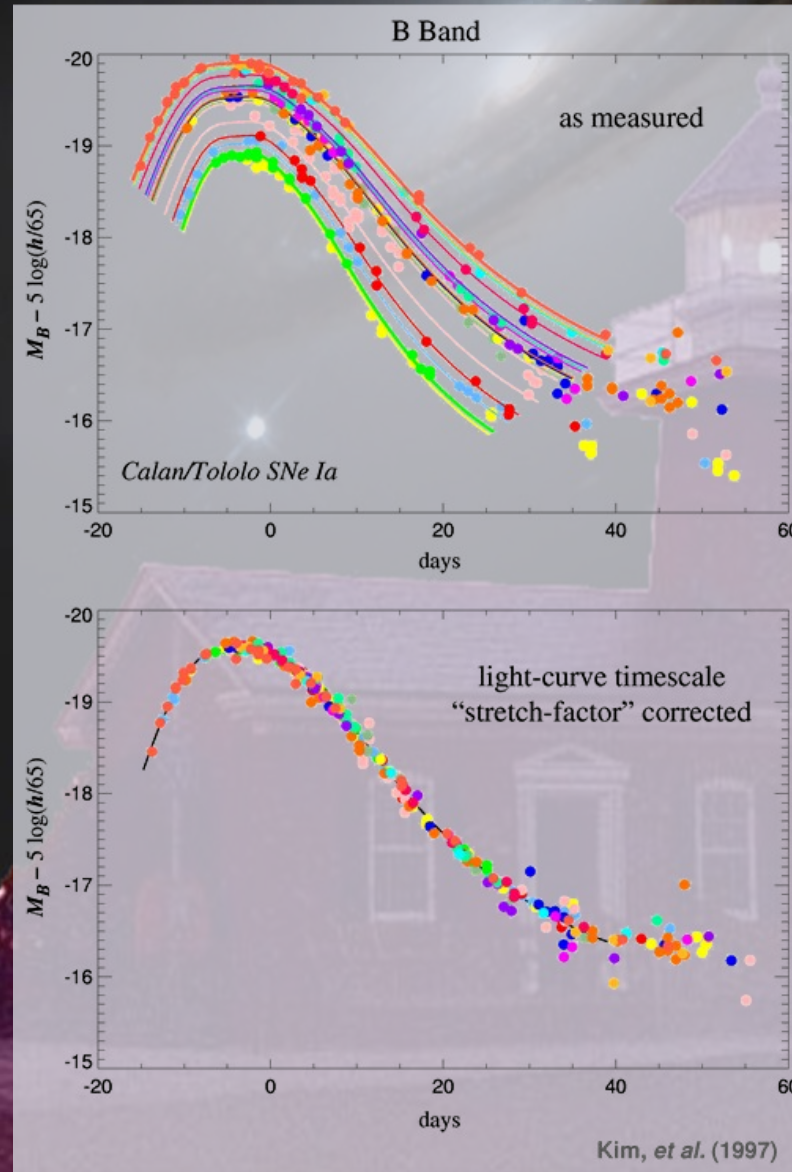 B Band
-20
as measured
-19
-18
M_B − 5 log(h/65)
-17
-16
Calan/Tololo SNe Ia
-15
-20 0 20 40 60
days
-20
light-curve timescale
“stretch-factor” corrected
-19
-18
M_B − 5 log(h/65)
-17
-16
-15
-20 0 20 40 60
days
Kim, et al. (1997)